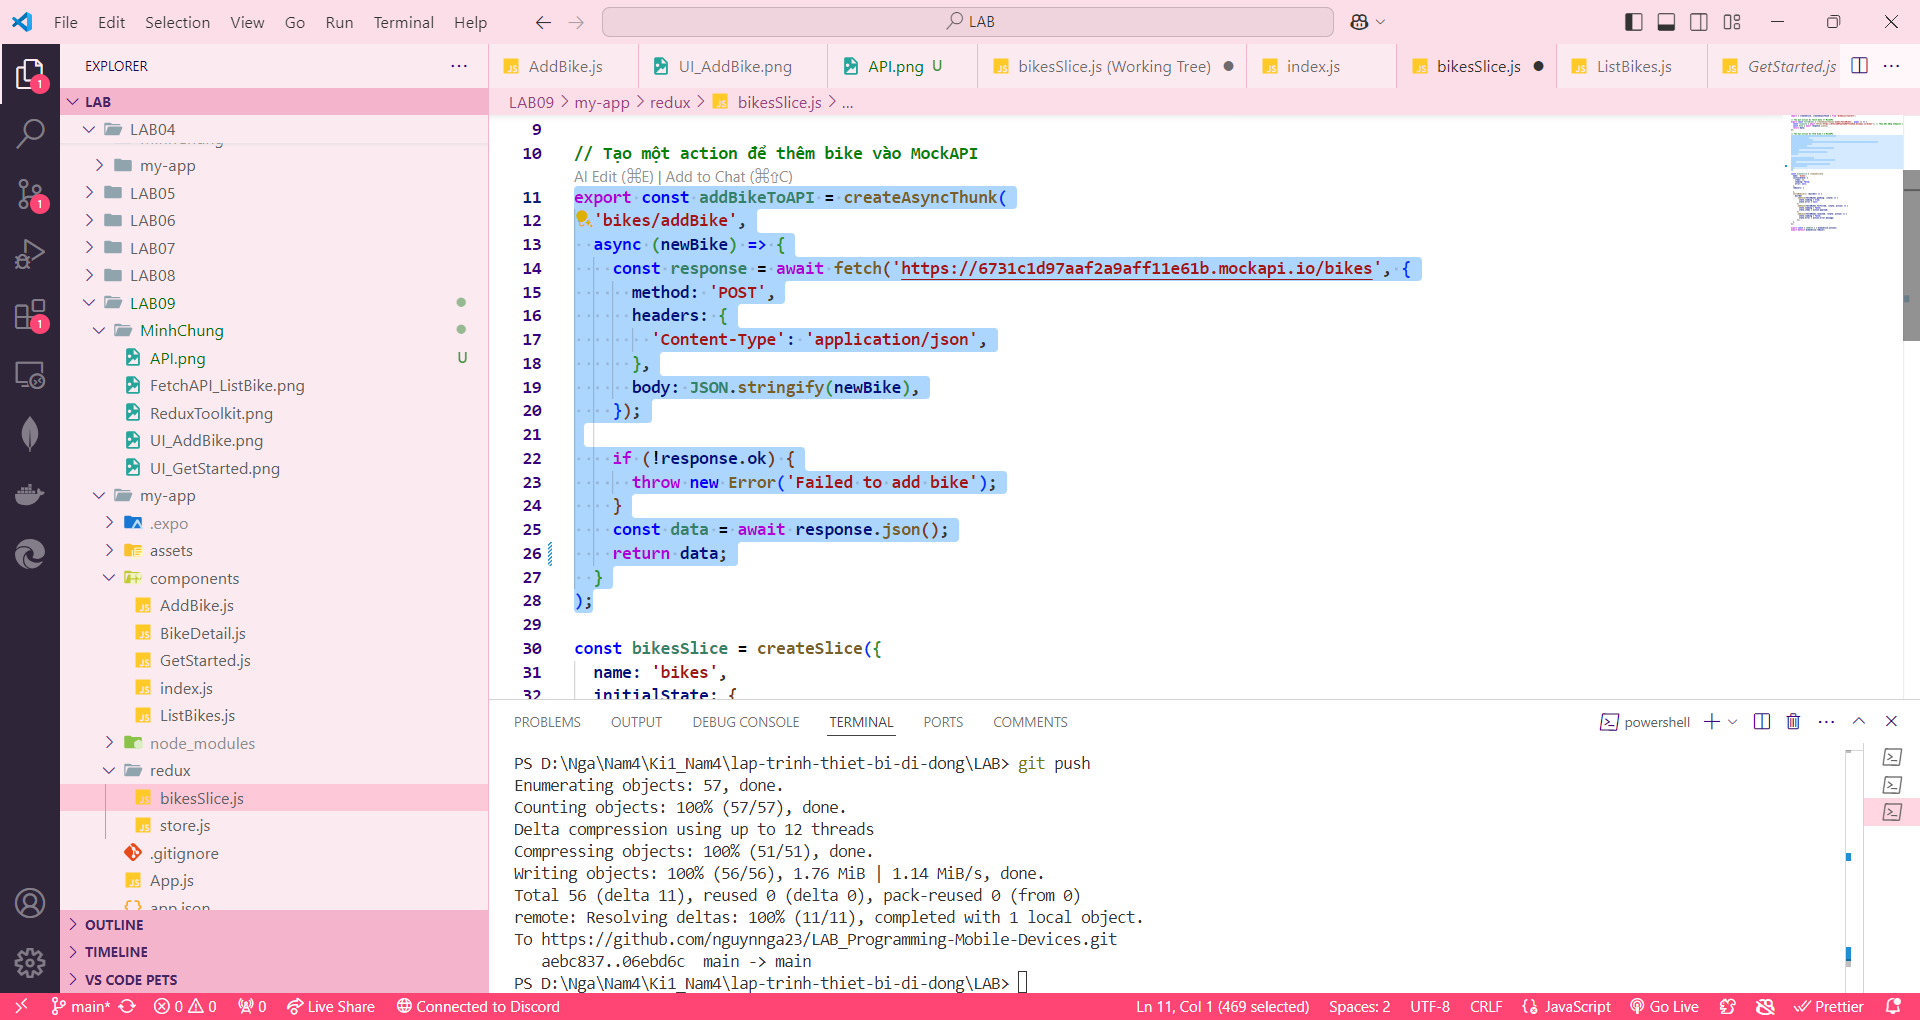 File Edit Selection View Go Run Terminal Help
LAB
EXPLORER
AddBike.js
UI_AddBike.png
API.png U
bikesSlice.js (Working Tree)
index.js
bikesSlice.js
ListBikes.js
GetStarted.js
LAB09 > my-app > redux > bikesSlice.js > ...
1
1
1
LAB
LAB04
my-app
LAB05
LAB06
LAB07
LAB08
LAB09
MinhChung
API.png U
FetchAPI_ListBike.png
ReduxToolkit.png
UI_AddBike.png
UI_GetStarted.png
my-app
.expo
assets
components
AddBike.js
BikeDetail.js
GetStarted.js
index.js
ListBikes.js
node_modules
redux
bikesSlice.js
store.js
.gitignore
App.js
app.json
OUTLINE
TIMELINE
VS CODE PETS
9
10 // Tạo một action để thêm bike vào MockAPI
AI Edit (⌘E) | Add to Chat (⌘⇧C)
11 export const addBikeToAPI = createAsyncThunk(
12 'bikes/addBike',
13 async (newBike) => {
14 const response = await fetch('https://6731c1d97aaf2a9aff11e61b.mockapi.io/bikes', {
15 method: 'POST',
16 headers: {
17 'Content-Type': 'application/json',
18 },
19 body: JSON.stringify(newBike),
20 });
21
22 if (!response.ok) {
23 throw new Error('Failed to add bike');
24 }
25 const data = await response.json();
26 return data;
27 }
28 );
29
30 const bikesSlice = createSlice({
31 name: 'bikes',
32 initialState: {
PROBLEMS OUTPUT DEBUG CONSOLE TERMINAL PORTS COMMENTS
powershell
PS D:\Nga\Nam4\Ki1_Nam4\lap-trinh-thiet-bi-di-dong\LAB> git push
Enumerating objects: 57, done.
Counting objects: 100% (57/57), done.
Delta compression using up to 12 threads
Compressing objects: 100% (51/51), done.
Writing objects: 100% (56/56), 1.76 MiB | 1.14 MiB/s, done.
Total 56 (delta 11), reused 0 (delta 0), pack-reused 0 (from 0)
remote: Resolving deltas: 100% (11/11), completed with 1 local object.
To https://github.com/nguynnga23/LAB_Programming-Mobile-Devices.git
aebc837..06ebd6c main -> main
PS D:\Nga\Nam4\Ki1_Nam4\lap-trinh-thiet-bi-di-dong\LAB>
main* 0 0 0 Live Share Connected to Discord
Ln 11, Col 1 (469 selected) Spaces: 2 UTF-8 CRLF JavaScript Go Live Prettier